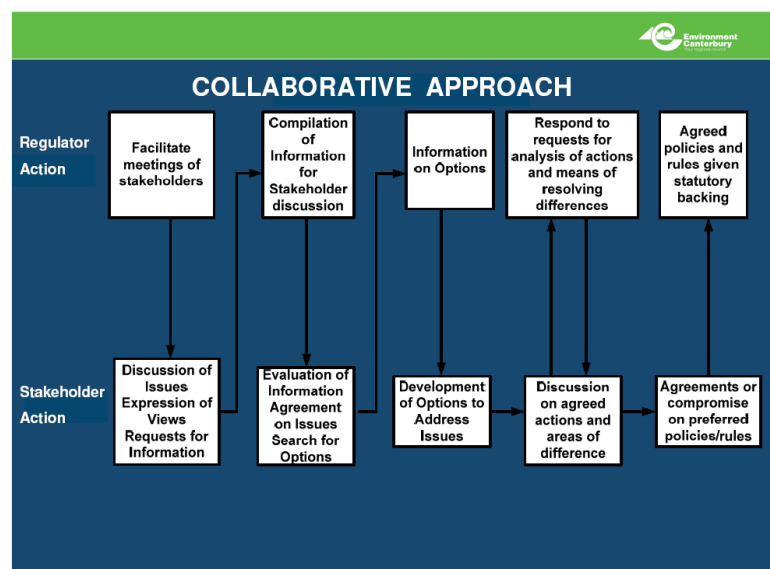 Environment
Canterbury
Your regional council
COLLABORATIVE APPROACH
Regulator
Action
Facilitate
meetings of
stakeholders
Compilation
of
Information
for
Stakeholder
discussion
Information
on Options
Respond to
requests for
analysis of actions
and means of
resolving
differences
Agreed
policies and
rules given
statutory
backing
Stakeholder
Action
Discussion of
Issues
Expression of
Views
Requests for
Information
Evaluation of
Information
Agreement
on Issues
Search for
Options
Development
of Options to
Address
Issues
Discussion
on agreed
actions and
areas of
difference
Agreements or
compromise
on preferred
policies/rules